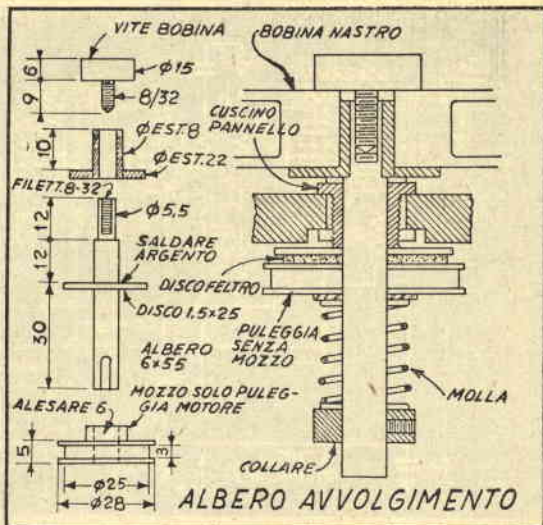 VITE BOBINA
6
Φ15
9
8/32
10
Φ EST. 8
Φ EST. 22
FILETT. 8-32
12
Φ5,5
12
SALDARE
ARGENTO
30
DISCO 1.5×25
ALBERO
6×55
ALESARE 6
MOZZO SOLO PULEG-
GIA MOTORE
5
3
Φ25
Φ28
BOBINA NASTRO
CUSCINO
PANNELLO
DISCO FELTRO
PULEGGIA
SENZA
MOZZO
MOLLA
COLLARE
ALBERO AVVOLGIMENTO